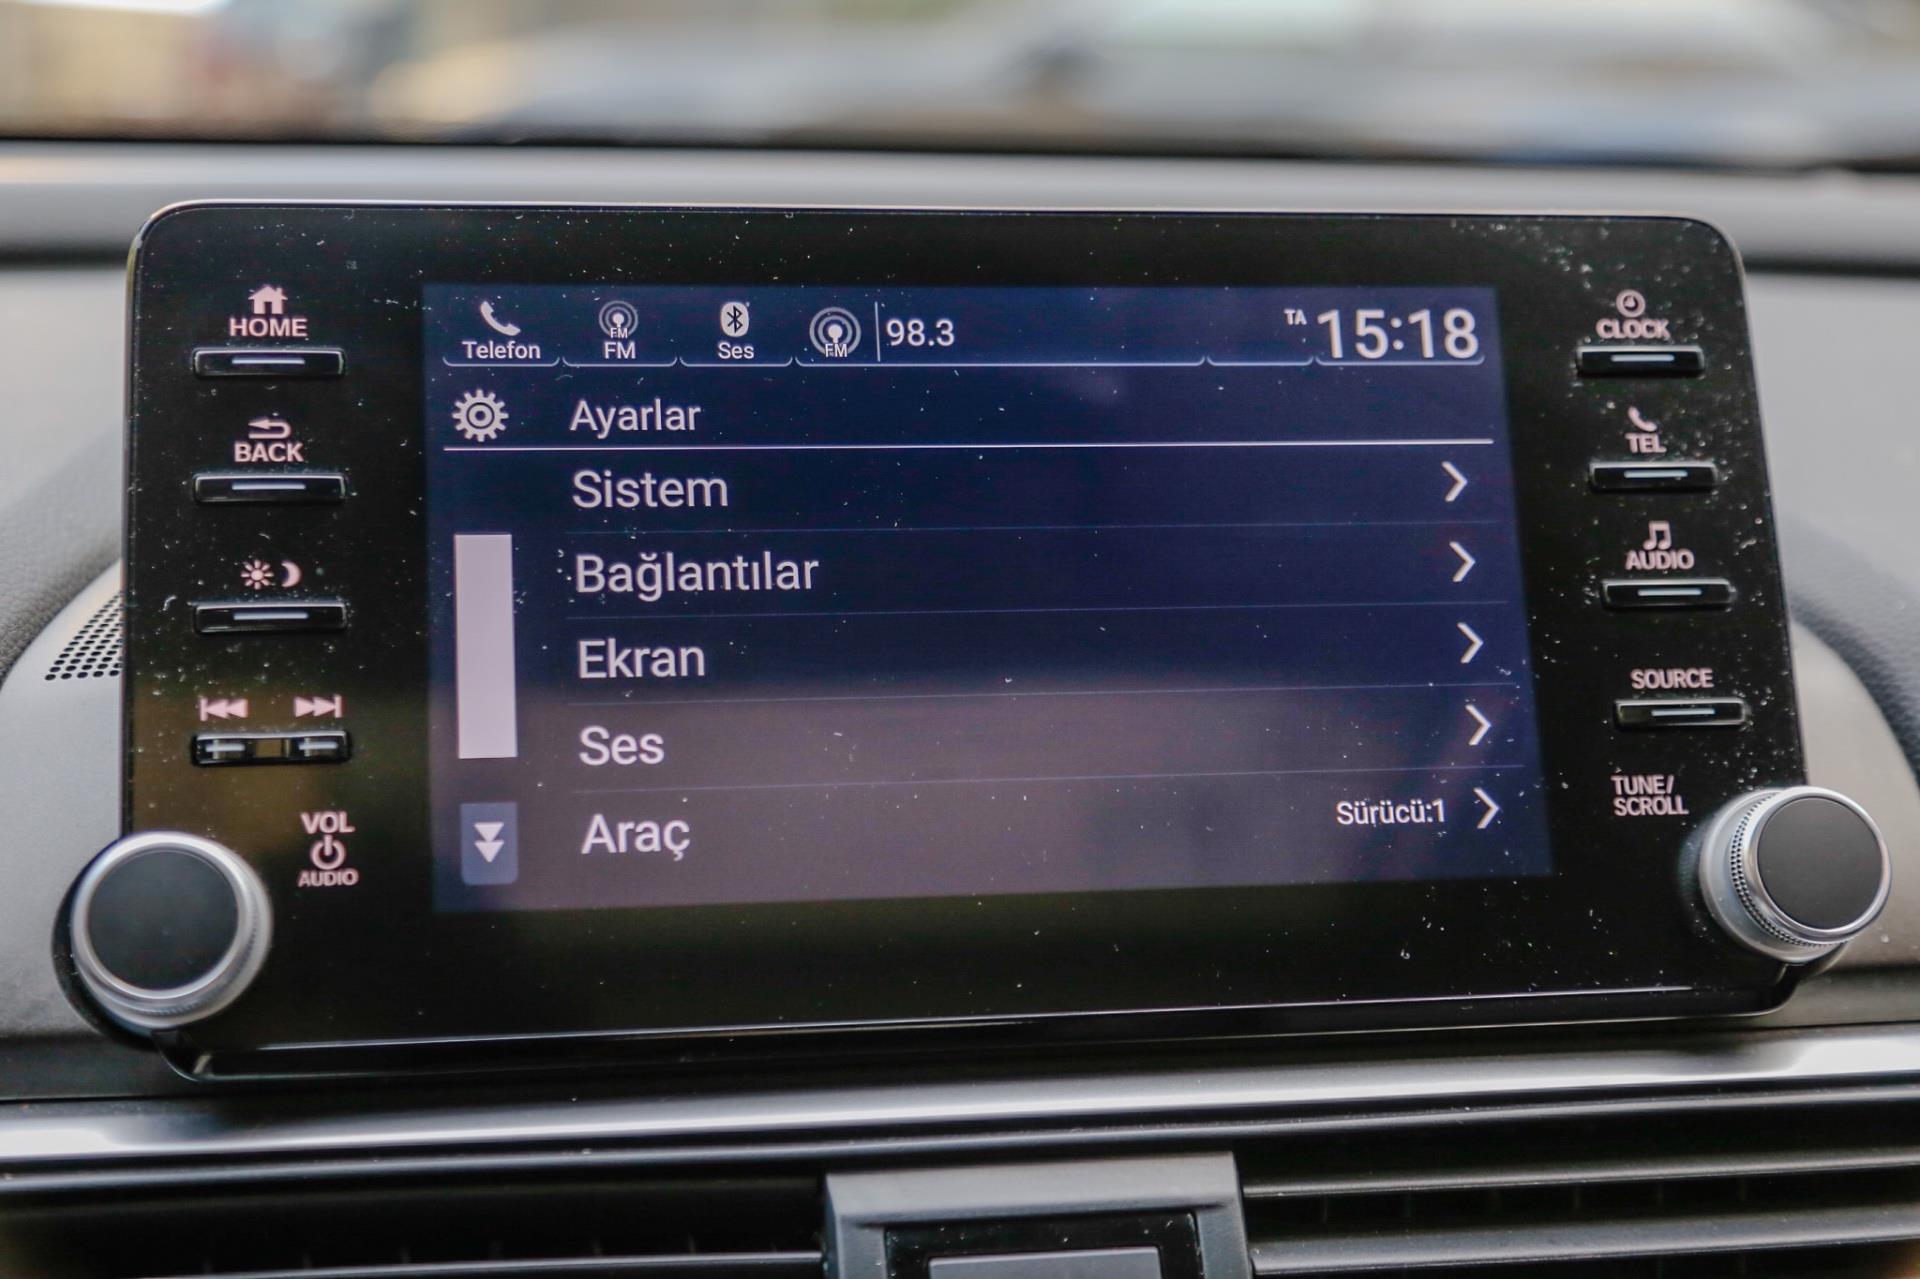 HOME
BACK
VOL
AUDIO
Telefon
FM
FM
Ses
FM
98.3
TA
15:18
Ayarlar
Sistem
Bağlantılar
Ekran
Ses
Araç
Sürücü:1
CLOCK
TEL
AUDIO
SOURCE
TUNE/
SCROLL